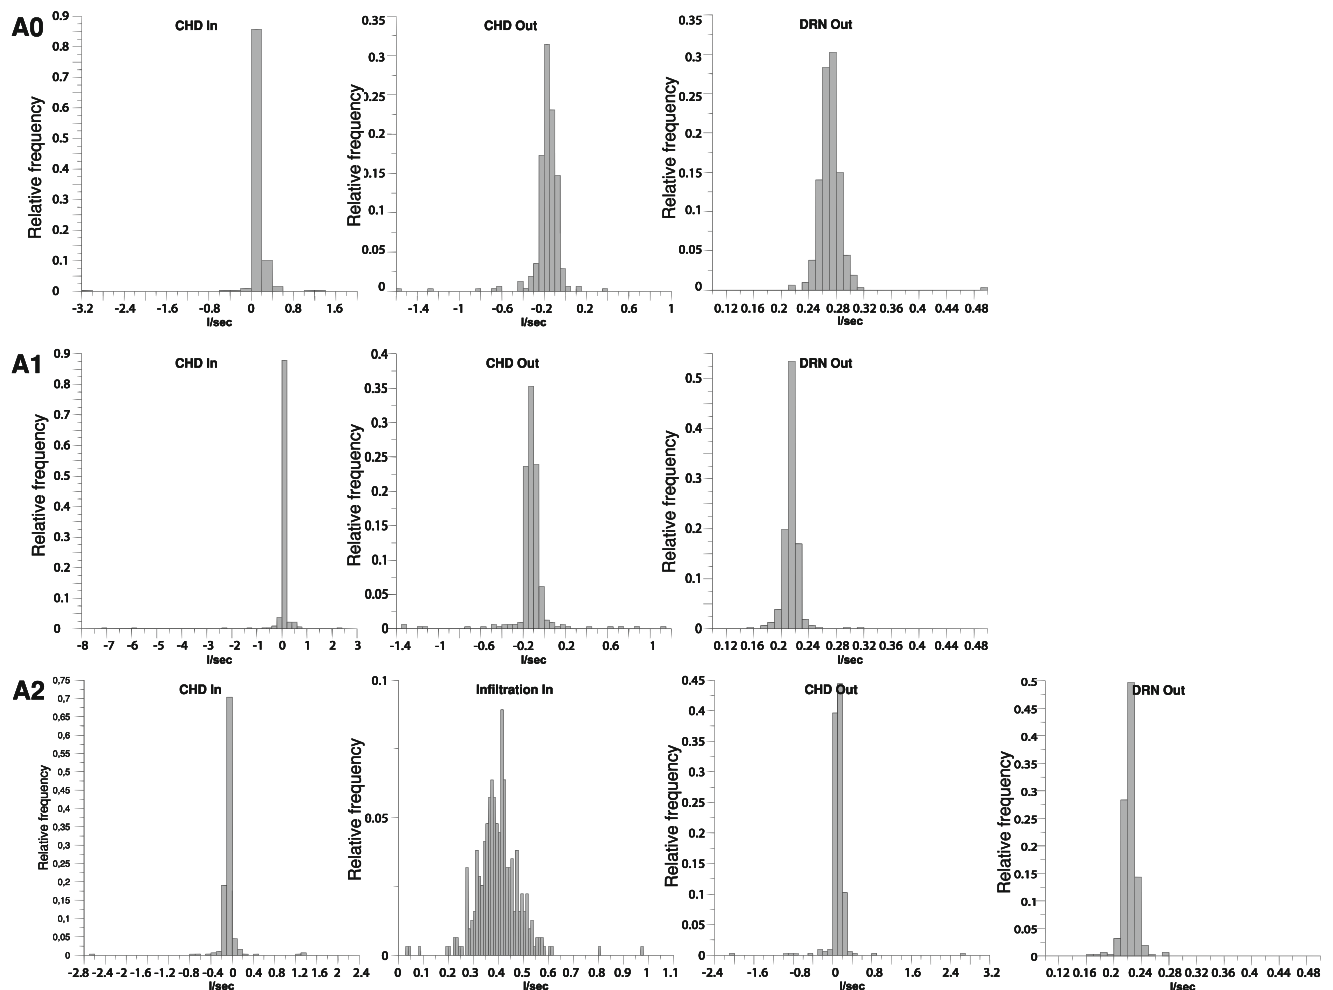 A0
CHD In
Relative frequency
0.9
0.8
0.7
0.6
0.5
0.4
0.3
0.2
0.1
0
-3.2 -2.4 -1.6 -0.8 0 0.8 1.6
l/sec
CHD Out
Relative frequency
0.35
0.3
0.25
0.2
0.15
0.1
0.05
0
-1.4 -1 -0.6 -0.2 0.2 0.6 1
l/sec
DRN Out
Relative frequency
0.35
0.3
0.25
0.2
0.15
0.1
0.05
0
0.12 0.16 0.2 0.24 0.28 0.32 0.36 0.4 0.44 0.48
l/sec
A1
CHD In
Relative frequency
0.9
0.8
0.7
0.6
0.5
0.4
0.3
0.2
0.1
0
-8 -7 -6 -5 -4 -3 -2 -1 0 1 2 3
l/sec
CHD Out
Relative frequency
0.4
0.35
0.3
0.25
0.2
0.15
0.1
0.05
0
-1.4 -1 -0.6 -0.2 0.2 0.6 1
l/sec
DRN Out
Relative frequency
0.5
0.4
0.3
0.2
0.1
0
0.12 0.16 0.2 0.24 0.28 0.32 0.36 0.4 0.44 0.48
l/sec
A2
CHD In
Relative frequency
0,75
0,7
0,65
0,6
0,55
0,5
0,45
0,4
0,35
0,3
0,25
0,2
0,15
0,1
0,05
0
-2.8 -2.4 -2 -1.6 -1.2 -0.8 -0.4 0 0.4 0.8 1.2 1.6 2 2.4
l/sec
Infiltration In
Relative frequency
0.1
0.05
0
0 0.1 0.2 0.3 0.4 0.5 0.6 0.7 0.8 0.9 1 1.1
l/sec
CHD Out
Relative frequency
0.45
0.4
0.35
0.3
0.25
0.2
0.15
0.1
0.05
0
-2.4 -1.6 -0.8 0 0.8 1.6 2.4 3.2
l/sec
DRN Out
Relative frequency
0.5
0.45
0.4
0.35
0.3
0.25
0.2
0.15
0.1
0.05
0
0.12 0.16 0.2 0.24 0.28 0.32 0.36 0.4 0.44 0.48
l/sec